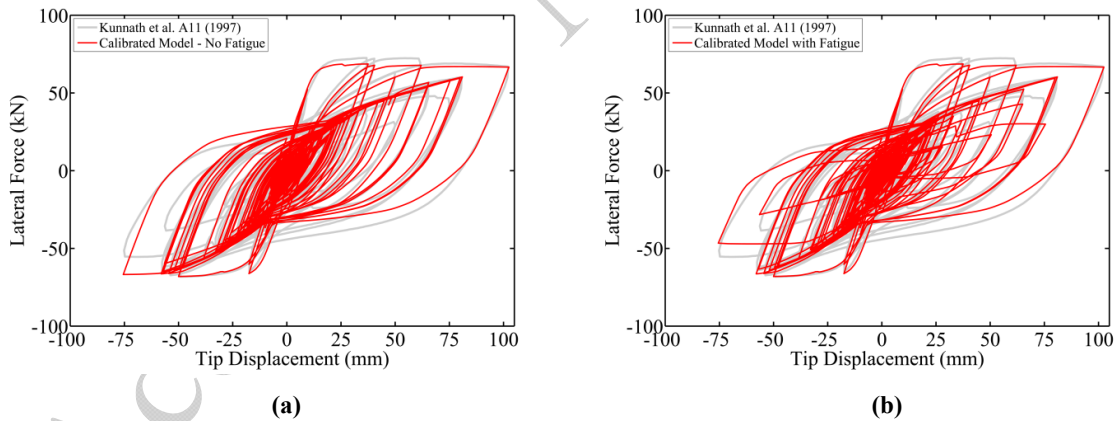 Kunnath et al. A11 (1997)
Calibrated Model - No Fatigue
Lateral Force (kN)
100
50
0
-50
-100
-100 -75 -50 -25 0 25 50 75 100
Tip Displacement (mm)
(a)
Kunnath et al. A11 (1997)
Calibrated Model with Fatigue
Lateral Force (kN)
100
50
0
-50
-100
-100 -75 -50 -25 0 25 50 75 100
Tip Displacement (mm)
(b)